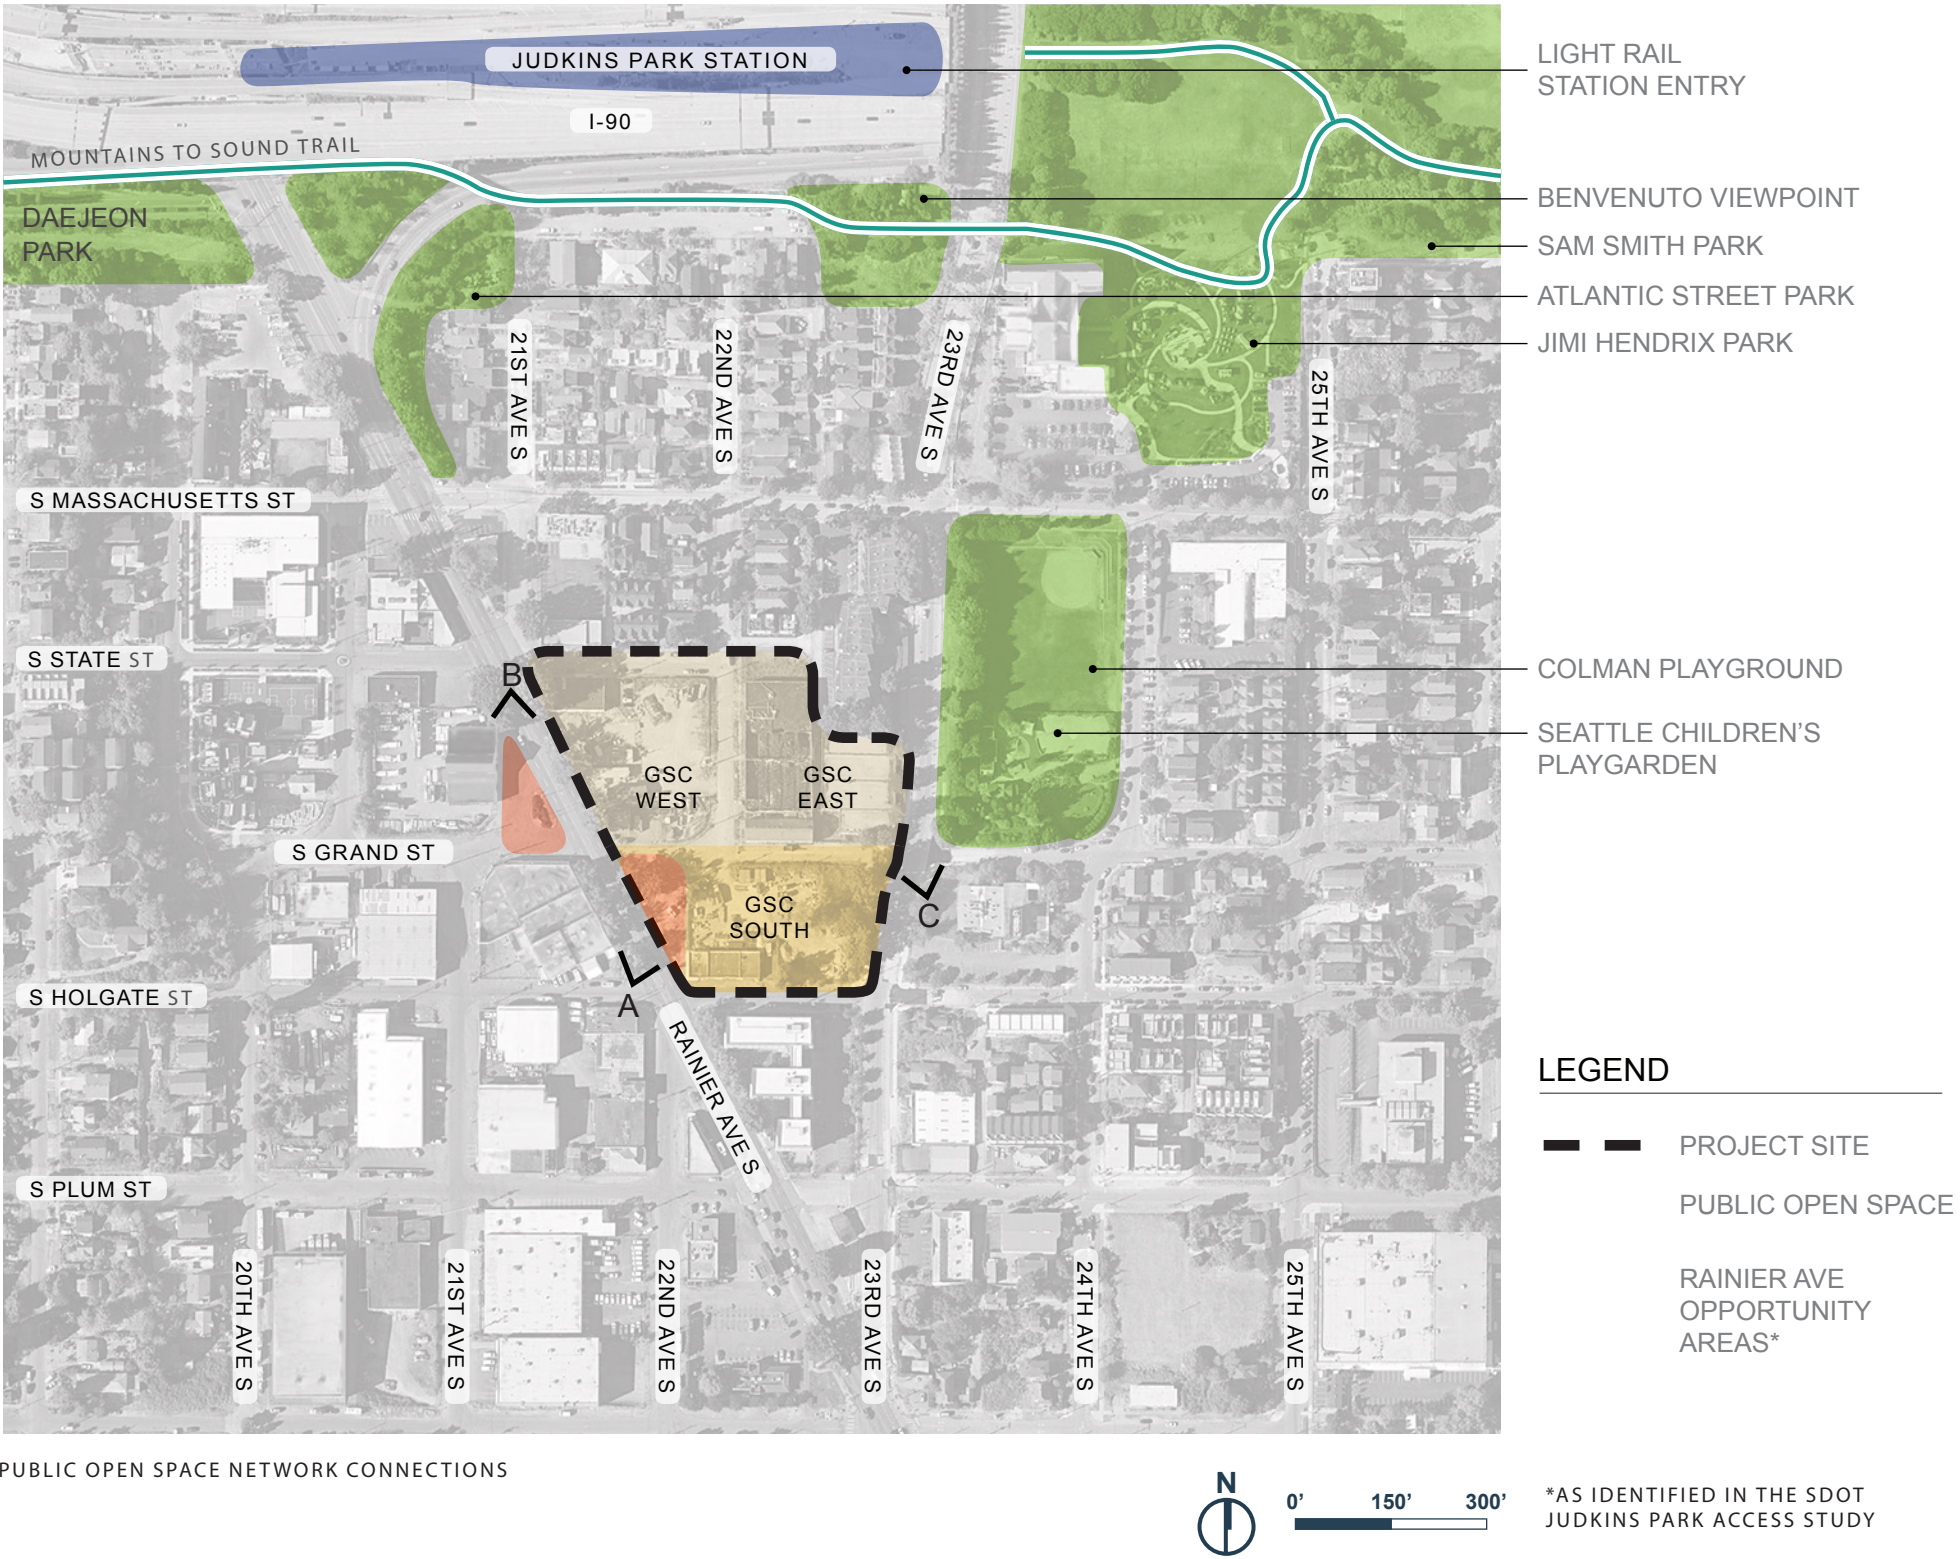 JUDKINS PARK STATION
LIGHT RAIL
STATION ENTRY
I-90
MOUNTAINS TO SOUND TRAIL
DAEJEON
PARK
BENVENUTO VIEWPOINT
SAM SMITH PARK
ATLANTIC STREET PARK
JIMI HENDRIX PARK
21ST AVE S
22ND AVE S
23RD AVE S
25TH AVE S
S MASSACHUSETTS ST
S STATE ST
B
COLMAN PLAYGROUND
SEATTLE CHILDREN'S
PLAYGARDEN
GSC
WEST
GSC
EAST
S GRAND ST
GSC
SOUTH
C
S HOLGATE ST
A
RAINIER AVE S
S PLUM ST
20TH AVE S
21ST AVE S
22ND AVE S
23RD AVE S
24TH AVE S
25TH AVE S
LEGEND
PROJECT SITE
PUBLIC OPEN SPACE
RAINIER AVE
OPPORTUNITY
AREAS*
PUBLIC OPEN SPACE NETWORK CONNECTIONS
N
0' 150' 300'
*AS IDENTIFIED IN THE SDOT
JUDKINS PARK ACCESS STUDY